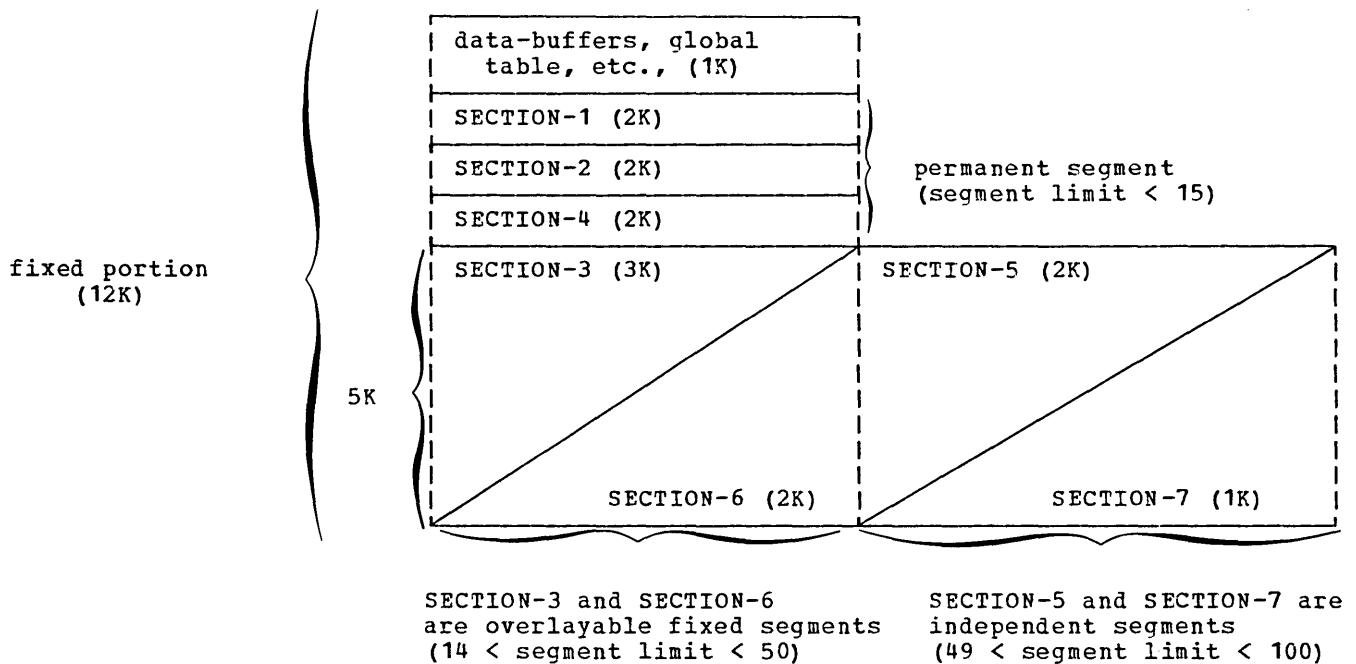 data-buffers, global
table, etc., (1K)
SECTION-1 (2K)
SECTION-2 (2K)
permanent segment
(segment limit < 15)
SECTION-4 (2K)
fixed portion
(12K)
SECTION-3 (3K)
SECTION-5 (2K)
5K
SECTION-6 (2K)
SECTION-7 (1K)
SECTION-3 and SECTION-6
are overlayable fixed segments
(14 < segment limit < 50)
SECTION-5 and SECTION-7 are
independent segments
(49 < segment limit < 100)